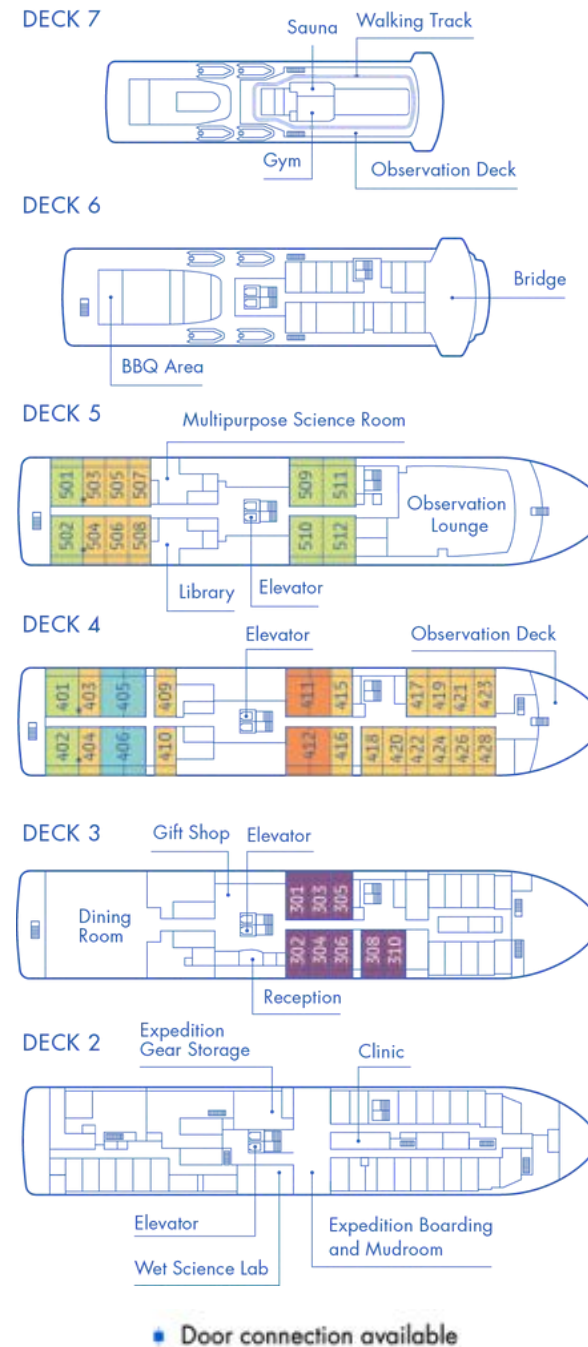 DECK 7
Sauna
Walking Track
Gym
Observation Deck
DECK 6
Bridge
BBQ Area
DECK 5
Multipurpose Science Room
501 503 505 507 509 511
Observation
Lounge
502 504 506 508 510 512
Library
Elevator
DECK 4
Elevator
Observation Deck
401 403 405 409 411 415 417 419 421 423
402 404 406 410 412 416 418 420 422 424 426 428
DECK 3
Gift Shop
Elevator
301 303 305
Dining
Room
302 304 306 308 310
Reception
DECK 2
Expedition
Gear Storage
Clinic
Elevator
Expedition Boarding
and Mudroom
Wet Science Lab
Door connection available